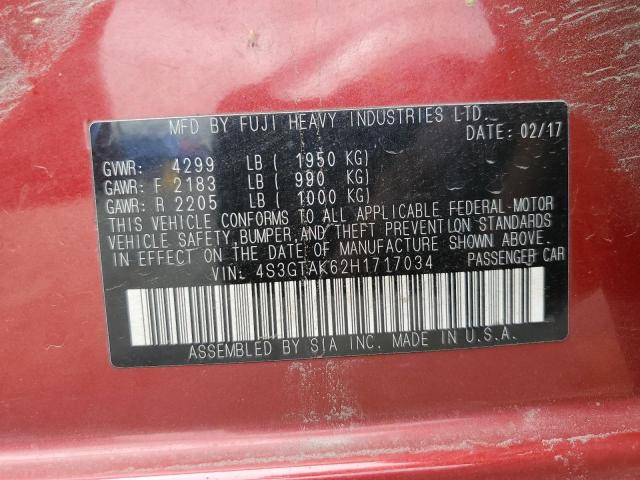 MFD BY FUJI HEAVY INDUSTRIES LTD.
DATE: 02/17
GVWR: 4299 LB ( 1950 KG)
GAWR: F 2183 LB ( 990 KG)
GAWR: R 2205 LB ( 1000 KG)
THIS VEHICLE CONFORMS TO ALL APPLICABLE FEDERAL-MOTOR
VEHICLE SAFETY,BUMPER,AND THEFT PREVENTION STANDARDS
IN EFFECT ON THE DATE OF MANUFACTURE SHOWN ABOVE.
VIN: 4S3GTAK62H1717034 PASSENGER CAR
ASSEMBLED BY SIA INC. MADE IN U.S.A.